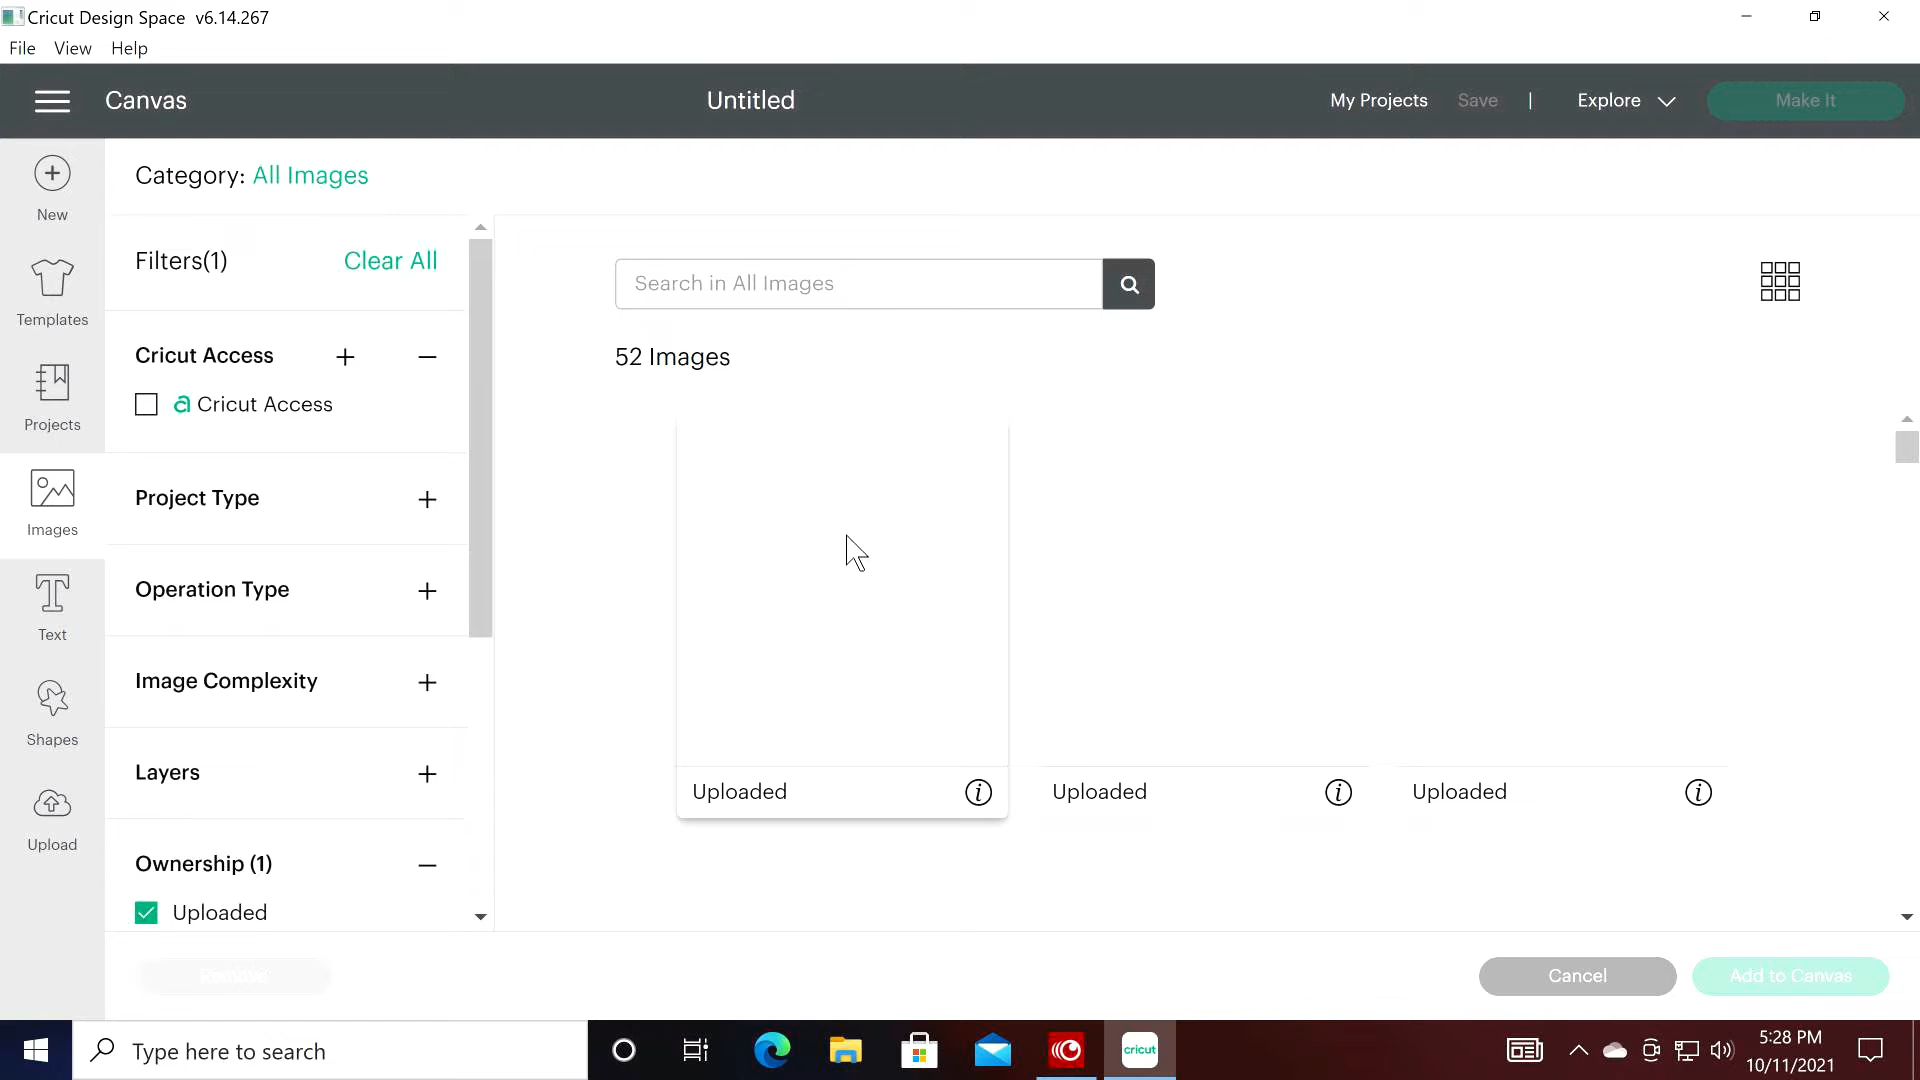 Cricut Design Space v6.14.267
File View Help
Canvas
Untitled
My Projects Save | Explore Make It
New
Templates
Projects
Images
Text
Shapes
Upload
Category: All Images
Filters(1) Clear All
Cricut Access
a Cricut Access
Project Type
Operation Type
Image Complexity
Layers
Ownership (1)
Uploaded
Search in All Images
52 Images
Uploaded
Uploaded
Uploaded
Cancel
Add to Canvas
Type here to search
cricut
5:28 PM
10/11/2021